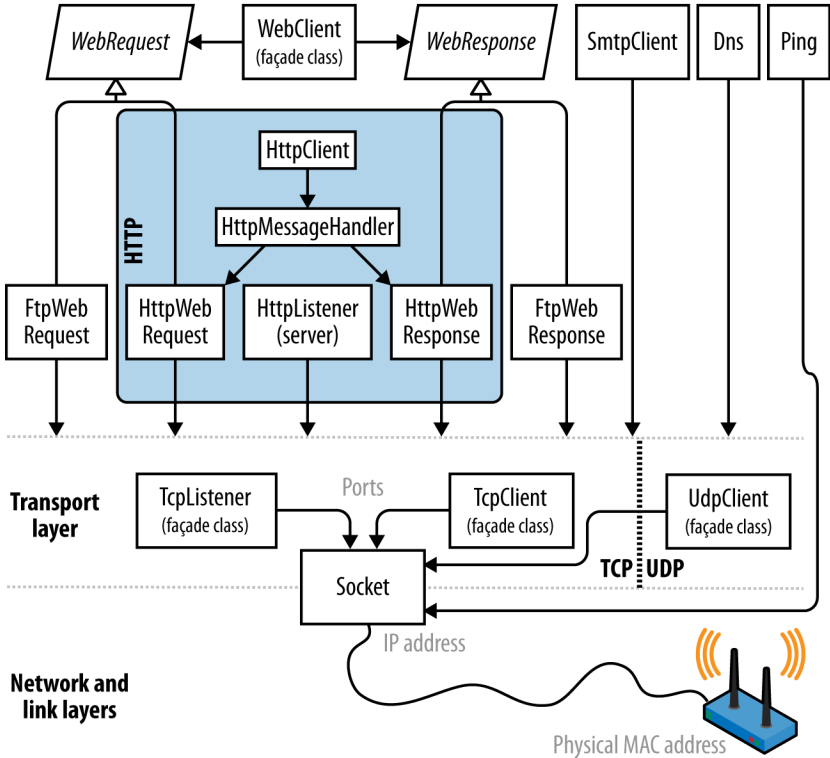 WebRequest
WebClient
(façade class)
WebResponse
SmtpClient
Dns
Ping
HTTP
HttpClient
HttpMessageHandler
FtpWeb
Request
HttpWeb
Request
HttpListener
(server)
HttpWeb
Response
FtpWeb
Response
Transport
layer
TcpListener
(façade class)
Ports
TcpClient
(façade class)
UdpClient
(façade class)
TCP
UDP
Socket
IP address
Network and
link layers
Physical MAC address